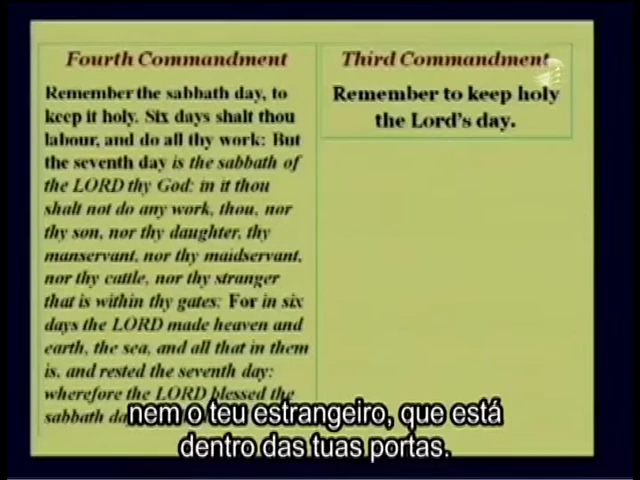 Fourth Commandment
Remember the sabbath day, to
keep it holy. Six days shalt thou
labour, and do all thy work: But
the seventh day is the sabbath of
the LORD thy God: in it thou
shalt not do any work, thou, nor
thy son, nor thy daughter, thy
manservant, nor thy maidservant,
nor thy cattle, nor thy stranger
that is within thy gates: For in six
days the LORD made heaven and
earth, the sea, and all that in them
is, and rested the seventh day:
wherefore the LORD blessed the
sabbath
Third Commandment
Remember to keep holy
the Lord's day.
nem o teu estrangeiro, que está
dentro das tuas portas.